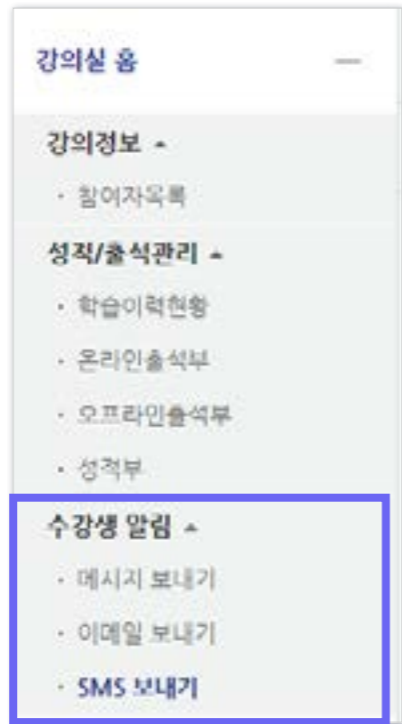 강의실 홈
강의정보
· 참여자목록
성적/출석관리
· 학습이력현황
· 온라인출석부
· 오프라인출석부
· 성적부
수강생 알림
· 메시지 보내기
· 이메일 보내기
· SMS 보내기